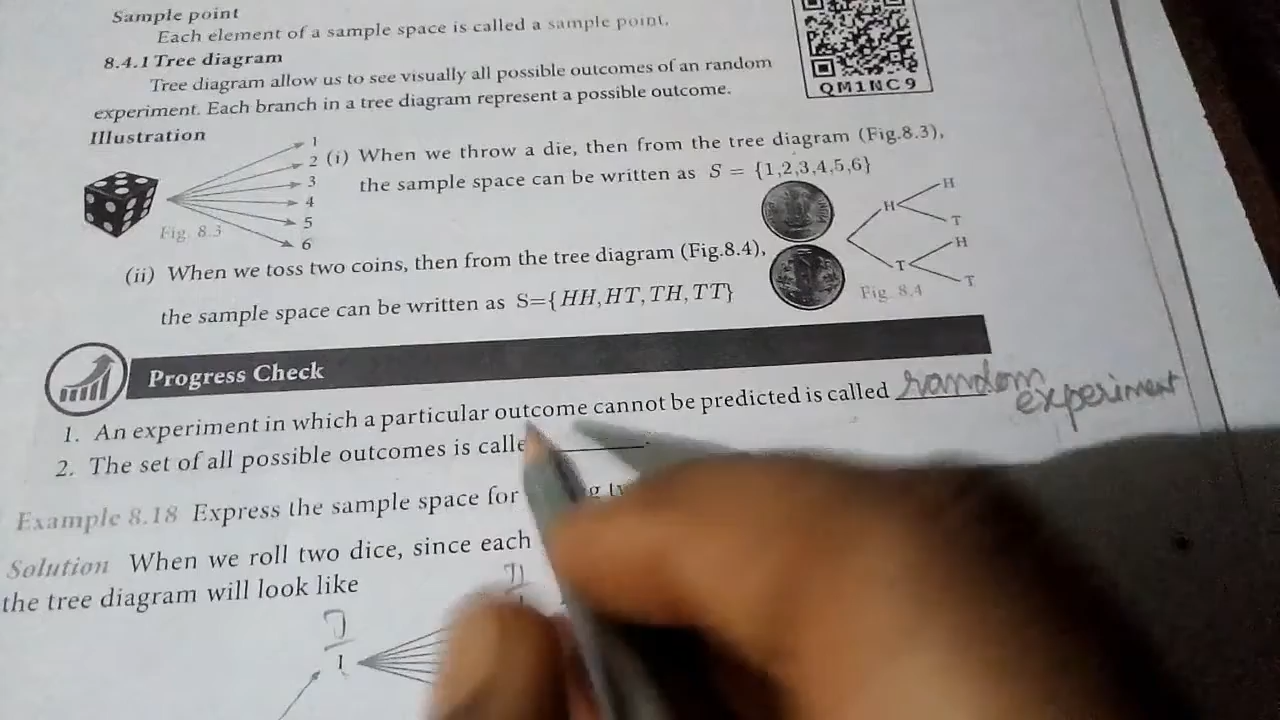 Sample point
Each element of a sample space is called a sample point.
8.4.1 Tree diagram
Tree diagram allow us to see visually all possible outcomes of an random
experiment. Each branch in a tree diagram represent a possible outcome.
QM1NC9
Illustration
1
2
3
4
5
6
Fig. 8.3
(i) When we throw a die, then from the tree diagram (Fig.8.3),
the sample space can be written as S = {1,2,3,4,5,6}
H
H
T
T
H
T
Fig. 8.4
(ii) When we toss two coins, then from the tree diagram (Fig.8.4),
the sample space can be written as S={HH,HT,TH,TT}
Progress Check
1. An experiment in which a particular outcome cannot be predicted is called random
experiment
2. The set of all possible outcomes is calle
Example 8.18 Express the sample space for
Solution When we roll two dice, since each
the tree diagram will look like
1